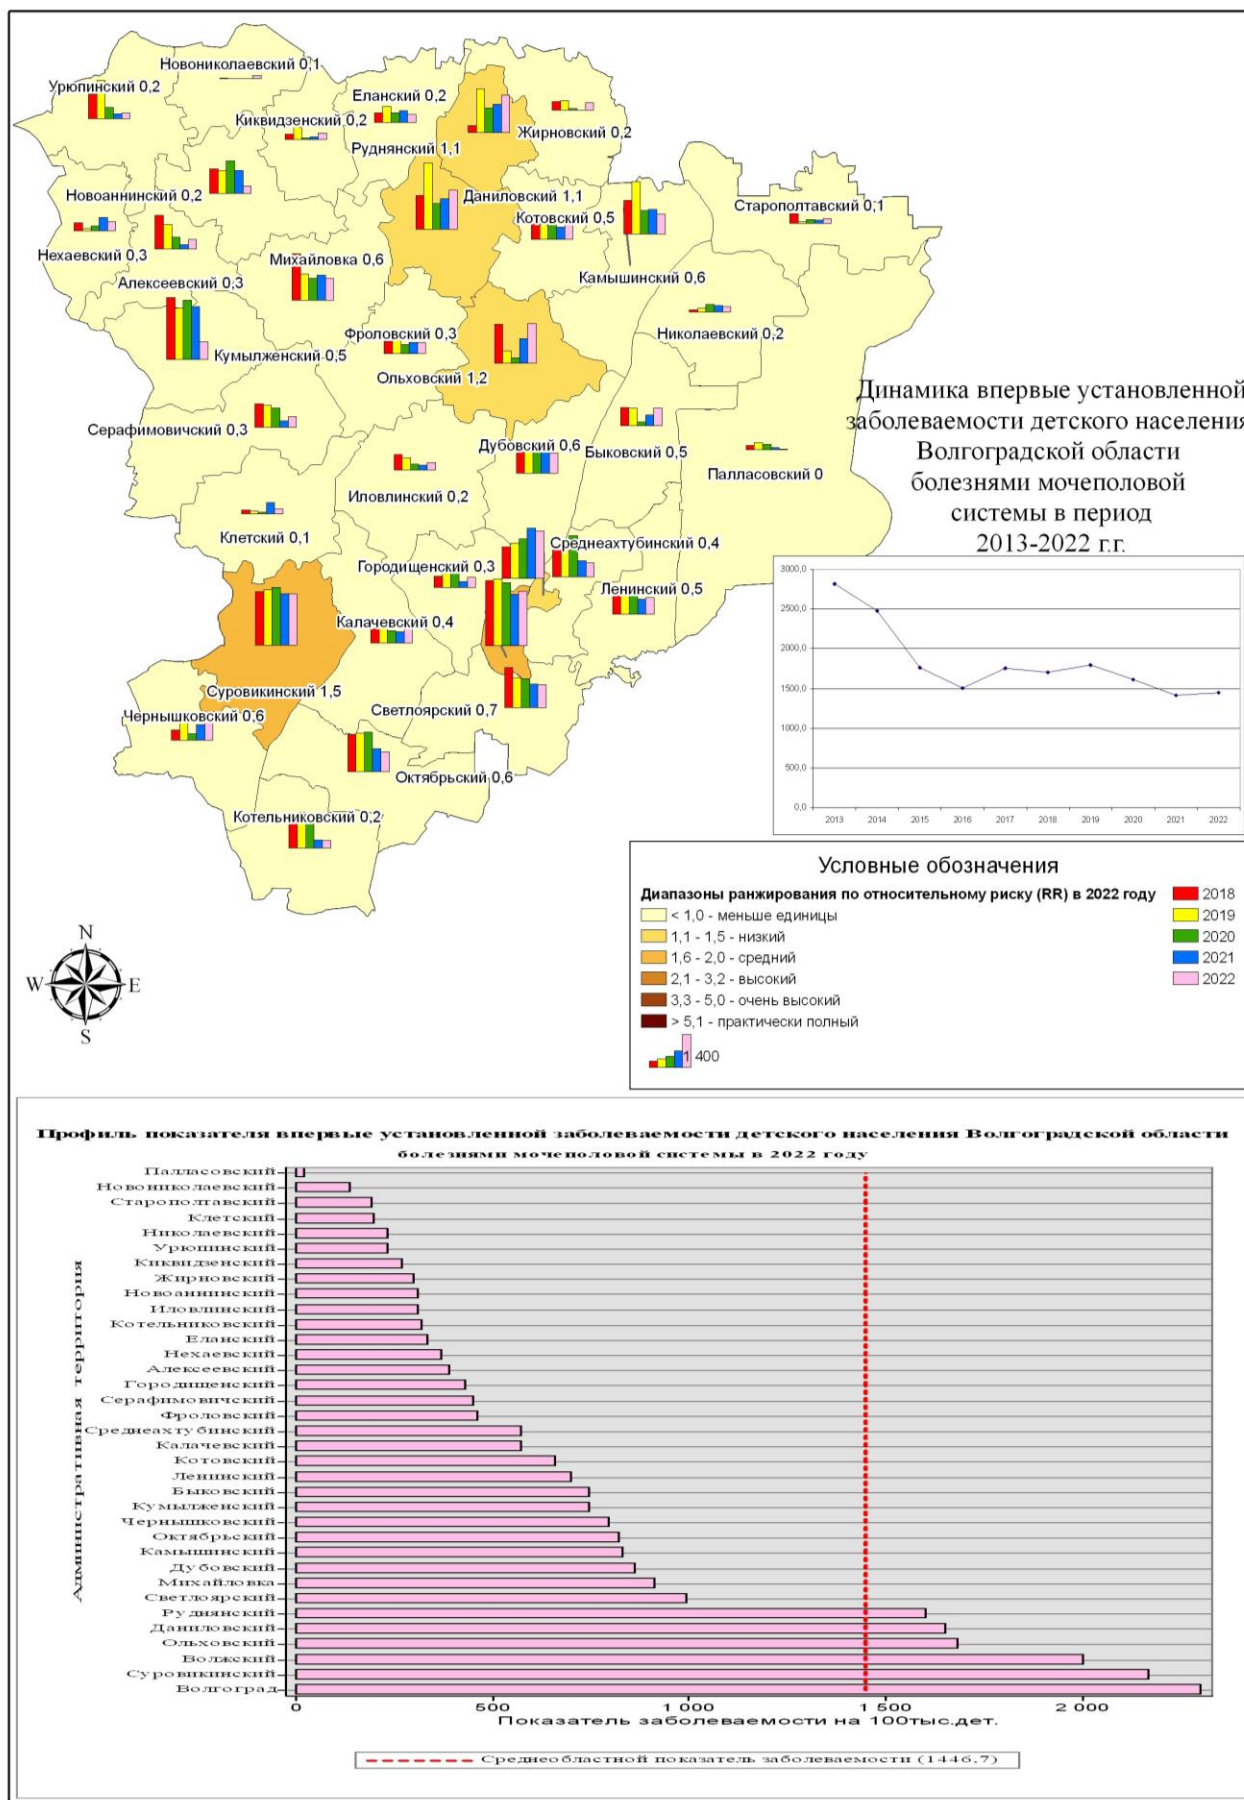 Новониколаевский 0,1
Урюпинский 0,2
Еланский 0,2
Киквидзенский 0,2
Жирновский 0,2
Руднянский 1,1
Новоаннинский 0,2
Даниловский 1,1
Котовский 0,5
Старополтавский 0,1
Нехаевский 0,3
Михайловка 0,6
Алексеевский 0,3
Камышинский 0,6
Фроловский 0,3
Николаевский 0,2
Кумылженский 0,5
Ольховский 1,2
Серафимовичский 0,3
Дубовский 0,6
Быковский 0,5
Палласовский 0
Иловлинский 0,2
Клетский 0,1
Среднеахтубинский 0,4
Городищенский 0,3
Ленинский 0,5
Калачевский 0,4
Суровикинский 1,5
Светлоярский 0,7
Чернышковский 0,6
Октябрьский 0,6
Котельниковский 0,2
Динамика впервые установленной
заболеваемости детского населения
Волгоградской области
болезнями мочеполовой
системы в период
2013-2022 г.г.
3000,0
2500,0
2000,0
1500,0
1000,0
500,0
0,0
2013 2014 2015 2016 2017 2018 2019 2020 2021 2022
Условные обозначения
Диапазоны ранжирования по относительному риску (RR) в 2022 году
< 1,0 - меньше единицы
1,1 - 1,5 - низкий
1,6 - 2,0 - средний
2,1 - 3,2 - высокий
3,3 - 5,0 - очень высокий
> 5,1 - практически полный
1 400
2018
2019
2020
2021
2022
N
W E
S
Профиль показателя впервые установленной заболеваемости детского населения Волгоградской области
болезнями мочеполовой системы в 2022 году
Административная территория
Палласовский
Новониколаевский
Старополтавский
Клетский
Николаевский
Урюпинский
Киквидзенский
Жирновский
Новоаннинский
Иловлинский
Котельниковский
Еланский
Нехаевский
Алексеевский
Городищенский
Серафимовичский
Фроловский
Среднеахтубинский
Калачевский
Котовский
Ленинский
Быковский
Кумылженский
Чернышковский
Октябрьский
Камышинский
Дубовский
Михайловка
Светлоярский
Руднянский
Даниловский
Ольховский
Волжский
Суровикинский
Волгоград
0 500 1 000 1 500 2 000
Показатель заболеваемости на 100тыс.дет.
Среднеобластной показатель заболеваемости (1446,7)